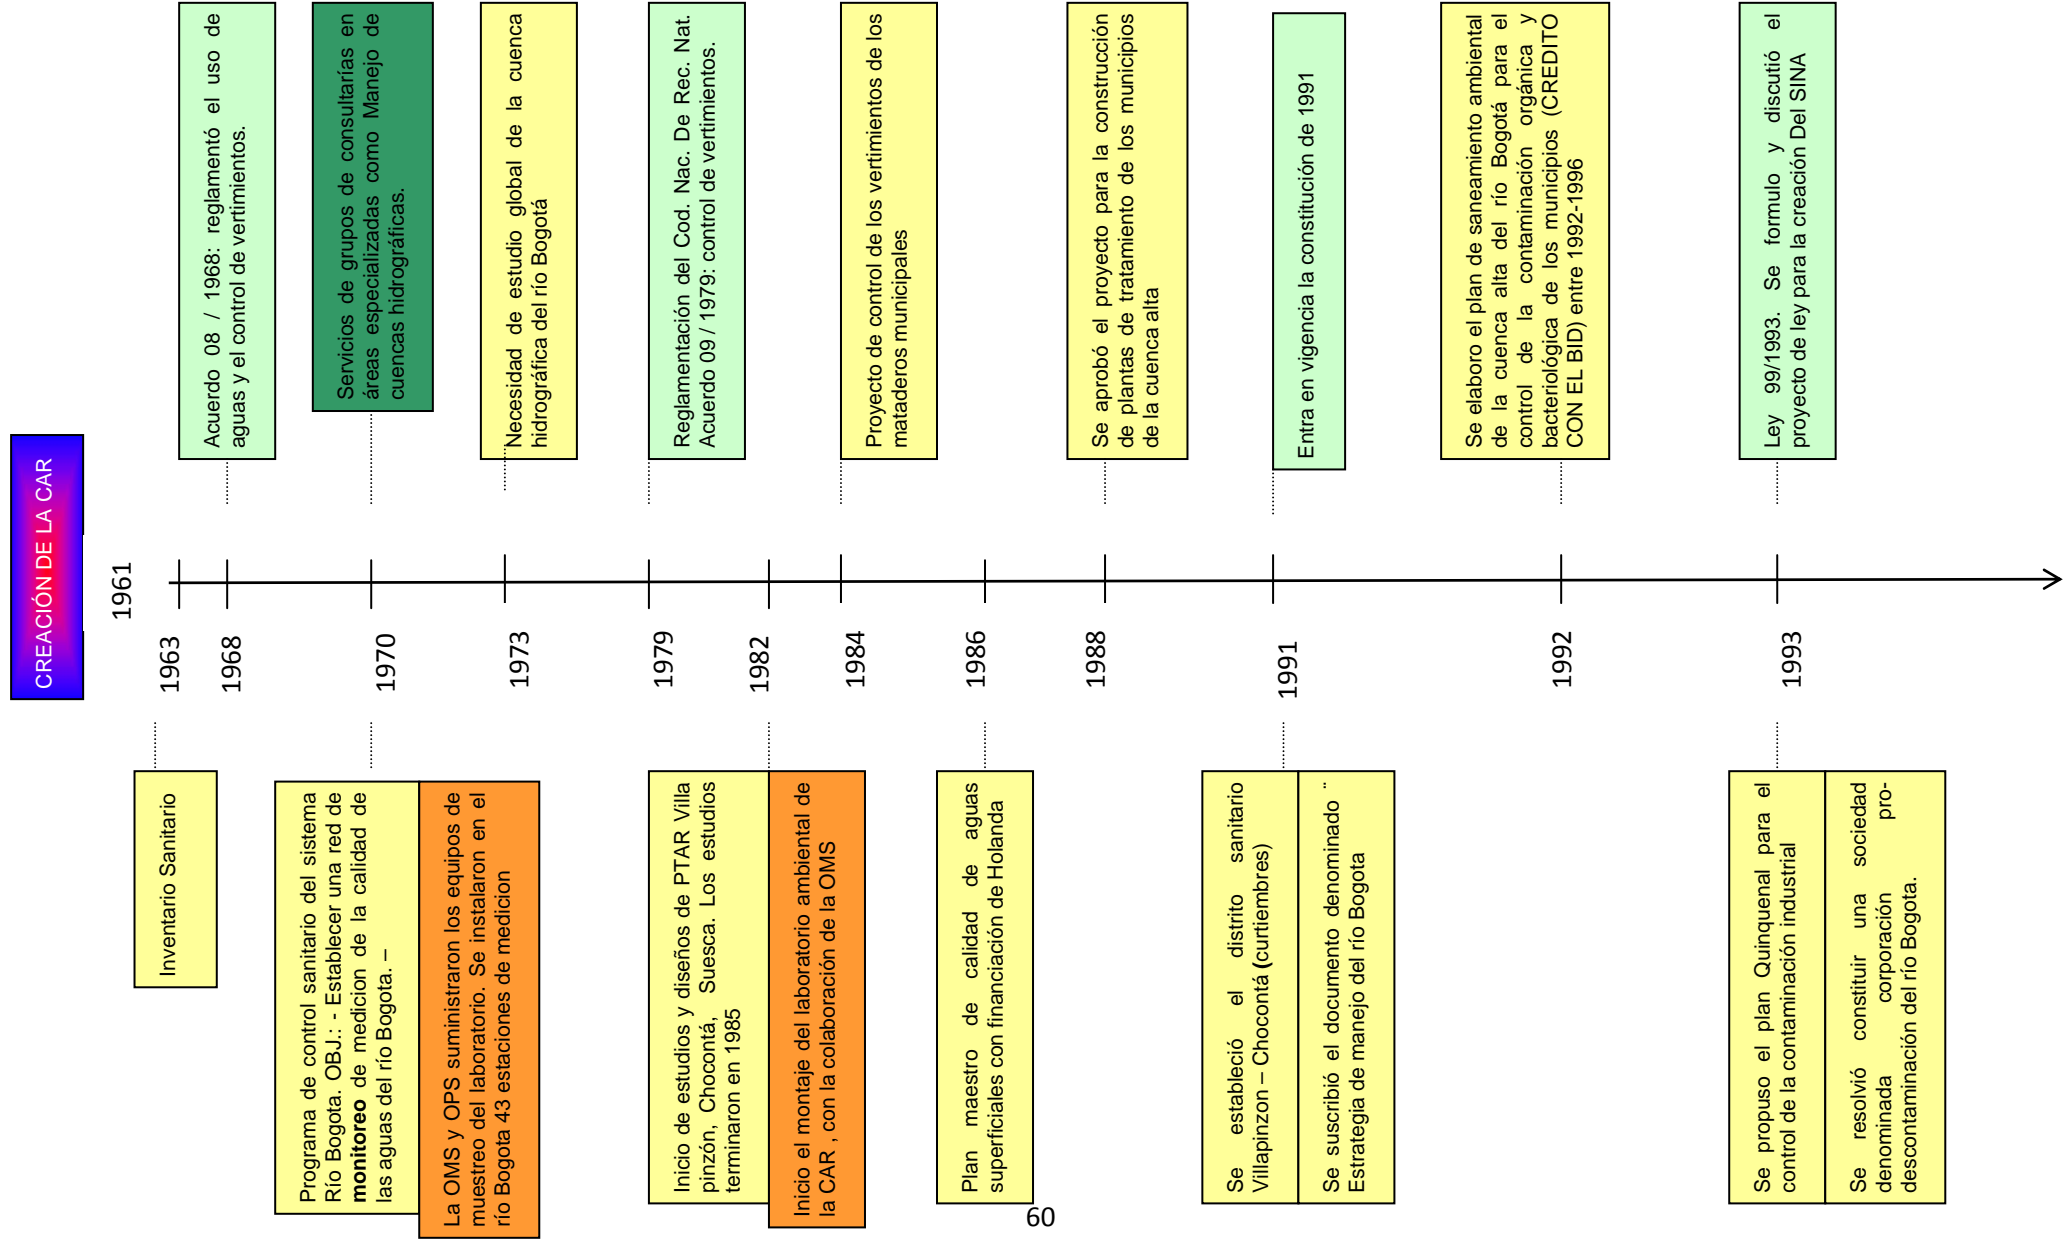 CREACIÓN DE LA CAR
1961
1963
1968
1970
1973
1979
1982
1984
1986
1988
1991
1992
1993
Acuerdo 08 / 1968: reglamentó el uso de
aguas y el control de vertimientos.
Servicios de grupos de consultarías en
áreas especializadas como Manejo de
cuencas hidrográficas.
Necesidad de estudio global de la cuenca
hidrográfica del río Bogotá
Reglamentación del Cod. Nac. De Rec. Nat.
Acuerdo 09 / 1979: control de vertimientos.
Proyecto de control de los vertimientos de los
mataderos municipales
Se aprobó el proyecto para la construcción
de plantas de tratamiento de los municipios
de la cuenca alta
Entra en vigencia la constitución de 1991
Se elaboro el plan de saneamiento ambiental
de la cuenca alta del río Bogotá para el
control de la contaminación orgánica y
bacteriológica de los municipios (CREDITO
CON EL BID) entre 1992-1996
Ley 99/1993. Se formulo y discutió el
proyecto de ley para la creación Del SINA
Inventario Sanitario
Programa de control sanitario del sistema
Río Bogota. OBJ.: - Establecer una red de
monitoreo de medicion de la calidad de
las aguas del río Bogota. –
La OMS y OPS suministraron los equipos de
muestreo del laboratorio. Se instalaron en el
río Bogota 43 estaciones de medicion
Inicio de estudios y diseños de PTAR Villa
pinzón, Chocontá, Suesca. Los estudios
terminaron en 1985
Inicio el montaje del laboratorio ambiental de
la CAR , con la colaboración de la OMS
Plan maestro de calidad de aguas
superficiales con financiación de Holanda
Se estableció el distrito sanitario
Villapinzon – Chocontá (curtiembres)
Se suscribió el documento denominado ¨
Estrategia de manejo del río Bogota
Se propuso el plan Quinquenal para el
control de la contaminación industrial
Se resolvió constituir una sociedad
denominada corporación pro-
descontaminación del río Bogota.
60